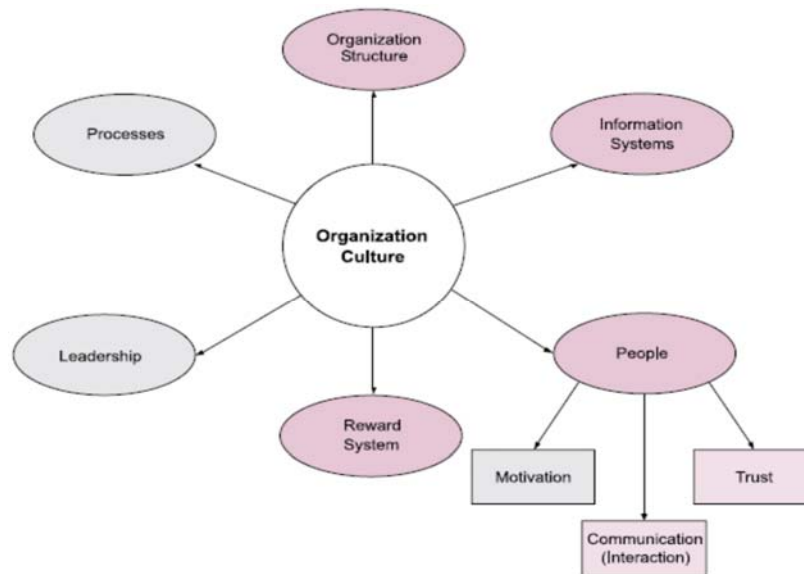 Organization
Structure
Processes
Information
Systems
Organization
Culture
Leadership
People
Reward
System
Motivation
Trust
Communication
(Interaction)